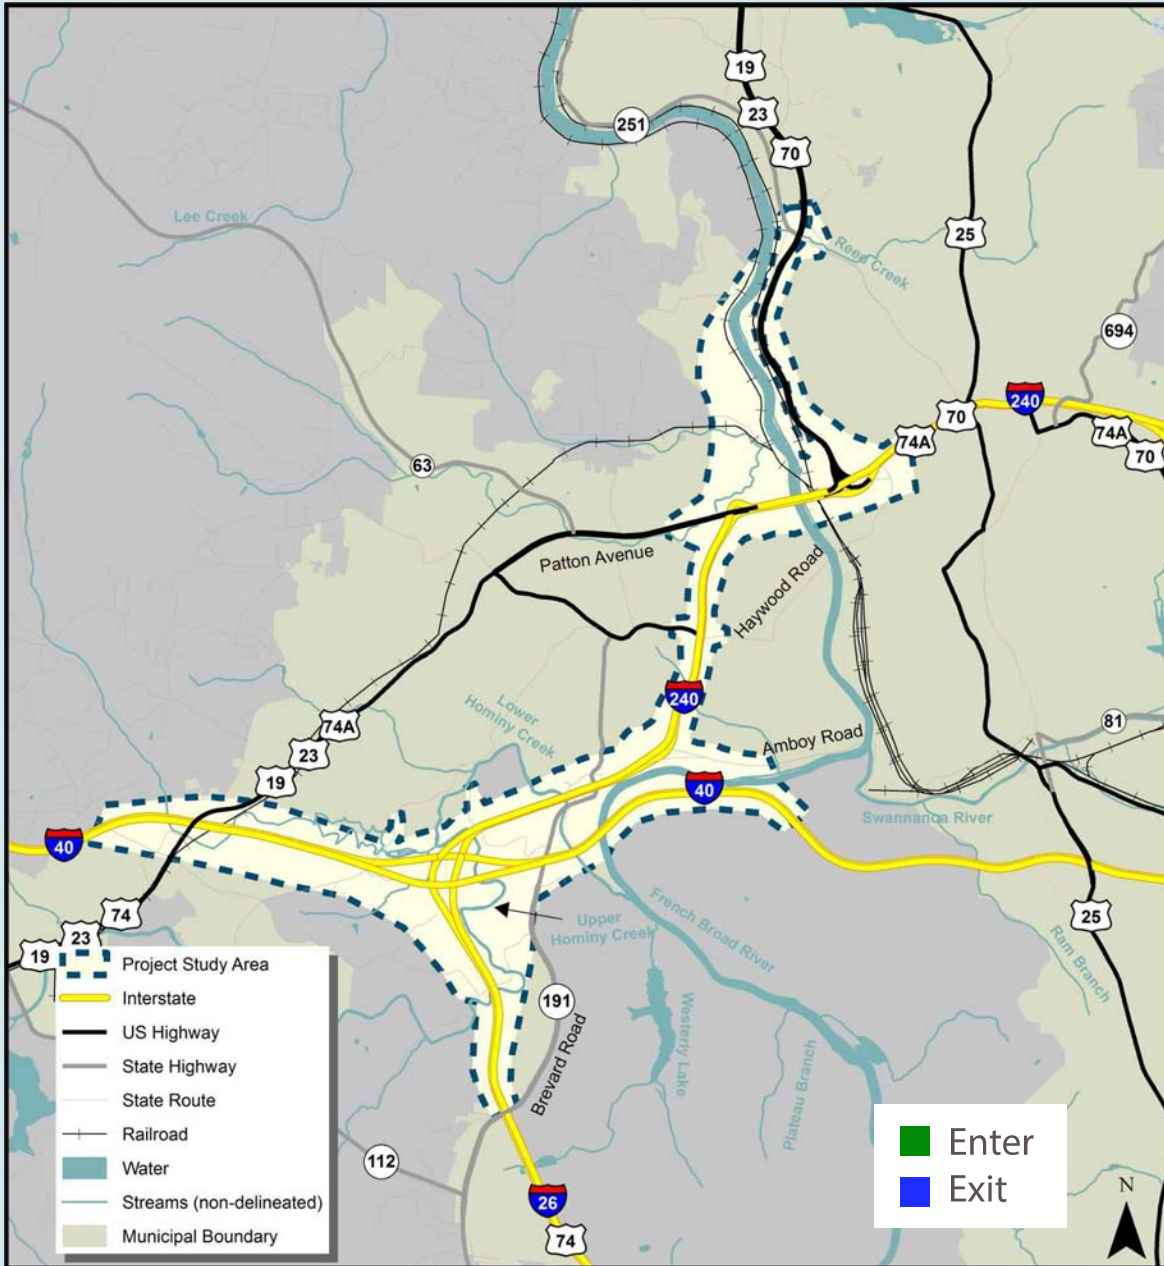 19
23
251
70
Lee Creek
25
Reed Creek
694
240
70
74A
74A
70
63
Patton Avenue
Haywood Road
240
Lower
Hominy Creek
74A
81
Amboy Road
23
19
40
Swannanoa River
40
74
25
French Broad River
Upper
Hominy Creek
Ram Branch
23
19
191
Westerly Lake
Brevard Road
Plateau Branch
112
26
74
Project Study Area
Interstate
US Highway
State Highway
State Route
Railroad
Water
Streams (non-delineated)
Municipal Boundary
Enter
Exit
N